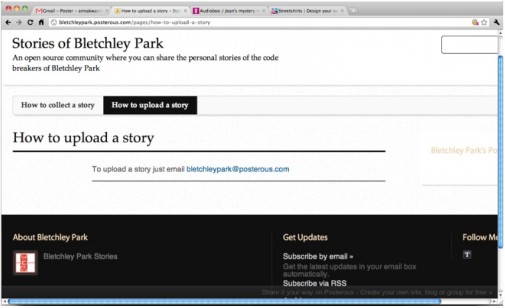 Gmail - Poster - 
How to upload a story - Stor
Audioboo / Jean's mystery -
Streetshirts | Design your
bletchleypark.posterous.com/pages/how-to-upload-a-story
Stories of Bletchley Park
An open source community where you can share the personal stories of the code
breakers of Bletchley Park
How to collect a story
How to upload a story
How to upload a story
To upload a story just email bletchleypark@posterous.com
Bletchley Park's Po
About Bletchley Park
Bletchley Park Stories
Get Updates
Subscribe by email »
Get the latest updates in your email box
automatically.
Subscribe via RSS
Follow Me
T
Share it your way on Posterous - Create your own site, blog or group for free »